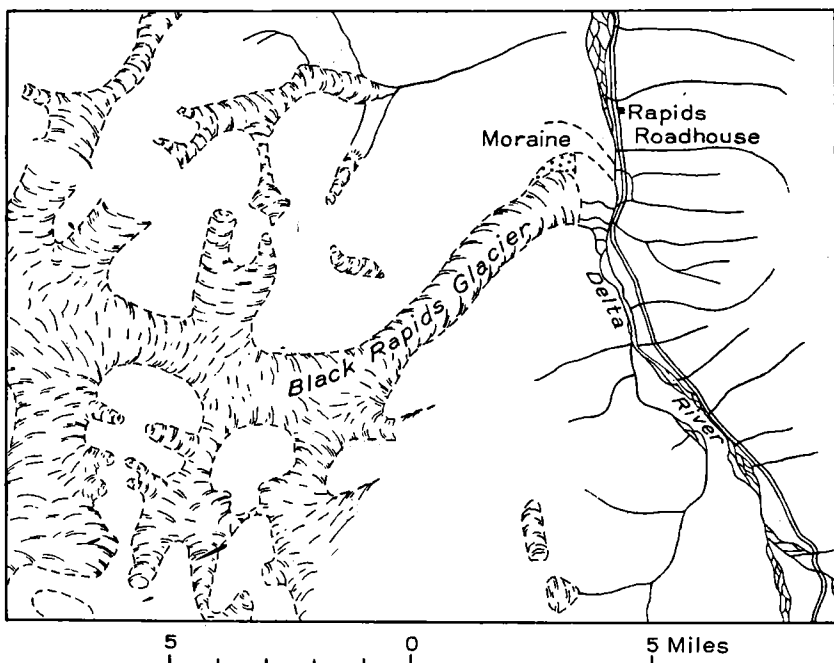 Rapids
Roadhouse
Moraine
Black Rapids Glacier
Delta
River
5 0 5 Miles